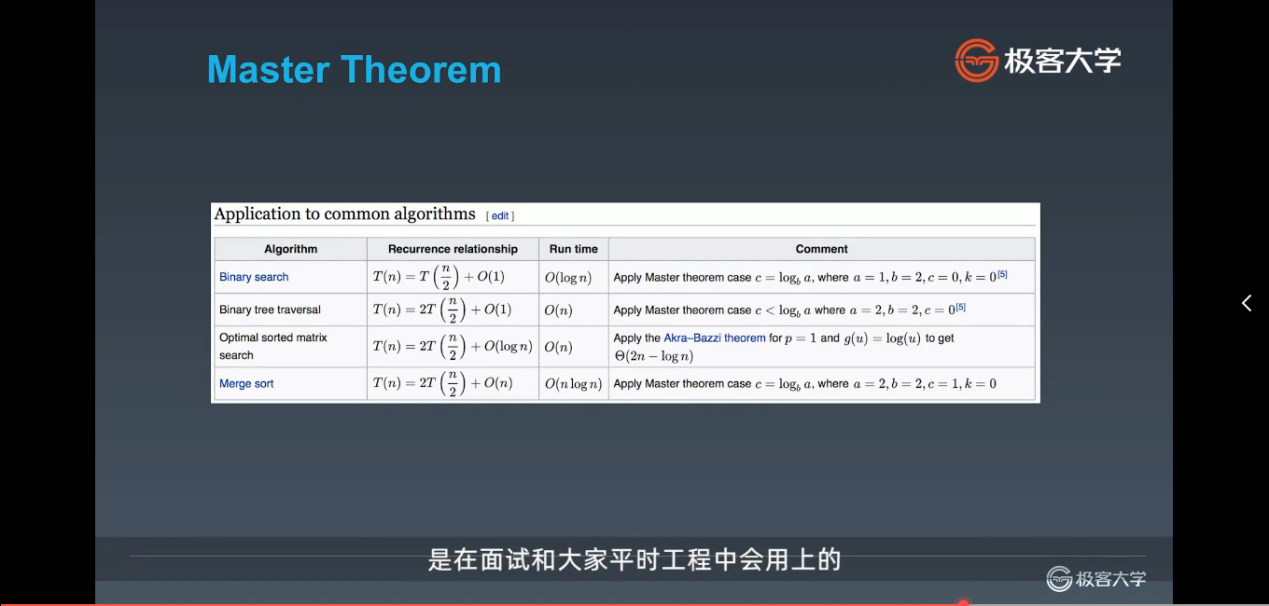 Master Theorem
极客大学
Application to common algorithms [ edit ]
Algorithm Recurrence relationship Run time Comment
Binary search T(n) = T(n/2) + O(1) O(log n) Apply Master theorem case c = log_b a, where a = 1, b = 2, c = 0, k = 0[5]
Binary tree traversal T(n) = 2T(n/2) + O(1) O(n) Apply Master theorem case c < log_b a where a = 2, b = 2, c = 0[5]
Optimal sorted matrix
search T(n) = 2T(n/2) + O(log n) O(n) Apply the Akra–Bazzi theorem for p = 1 and g(u) = log(u) to get
Θ(2n − log n)
Merge sort T(n) = 2T(n/2) + O(n) O(n log n) Apply Master theorem case c = log_b a, where a = 2, b = 2, c = 1, k = 0
是在面试和大家平时工程中会用上的
极客大学